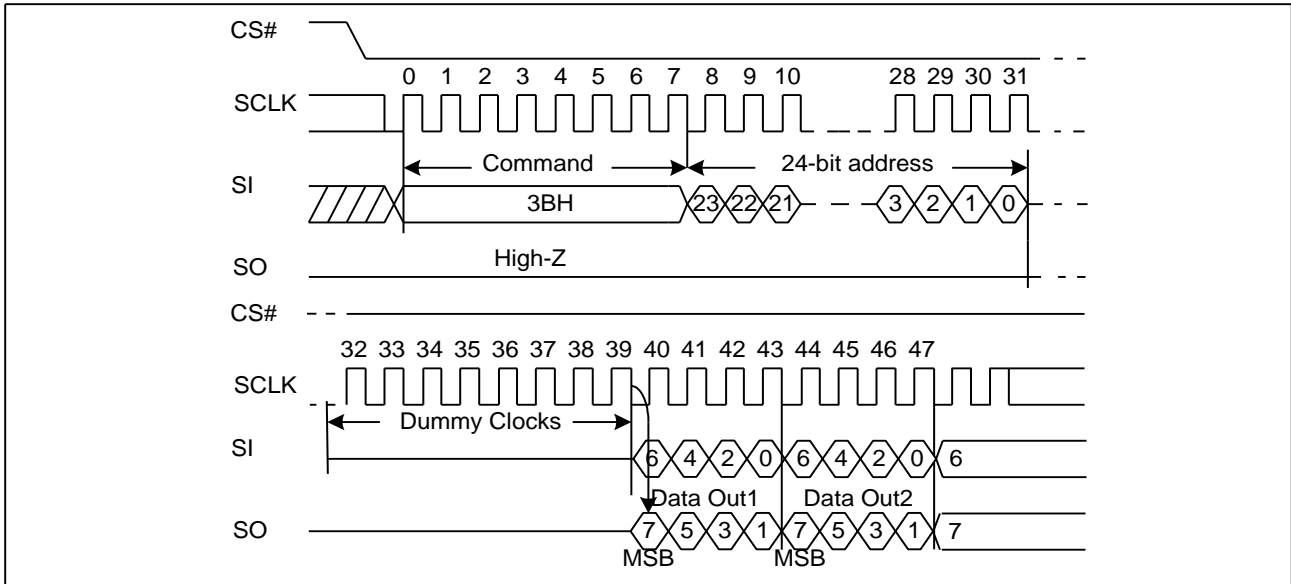 CS#
0 1 2 3 4 5 6 7 8 9 10 28 29 30 31
SCLK
Command 24-bit address
SI
3BH 23 22 21 3 2 1 0
High-Z
SO
CS#
32 33 34 35 36 37 38 39 40 41 42 43 44 45 46 47
SCLK
Dummy Clocks
SI
6 4 2 0 6 4 2 0 6
Data Out1 Data Out2
SO
7 5 3 1 7 5 3 1 7
MSB MSB